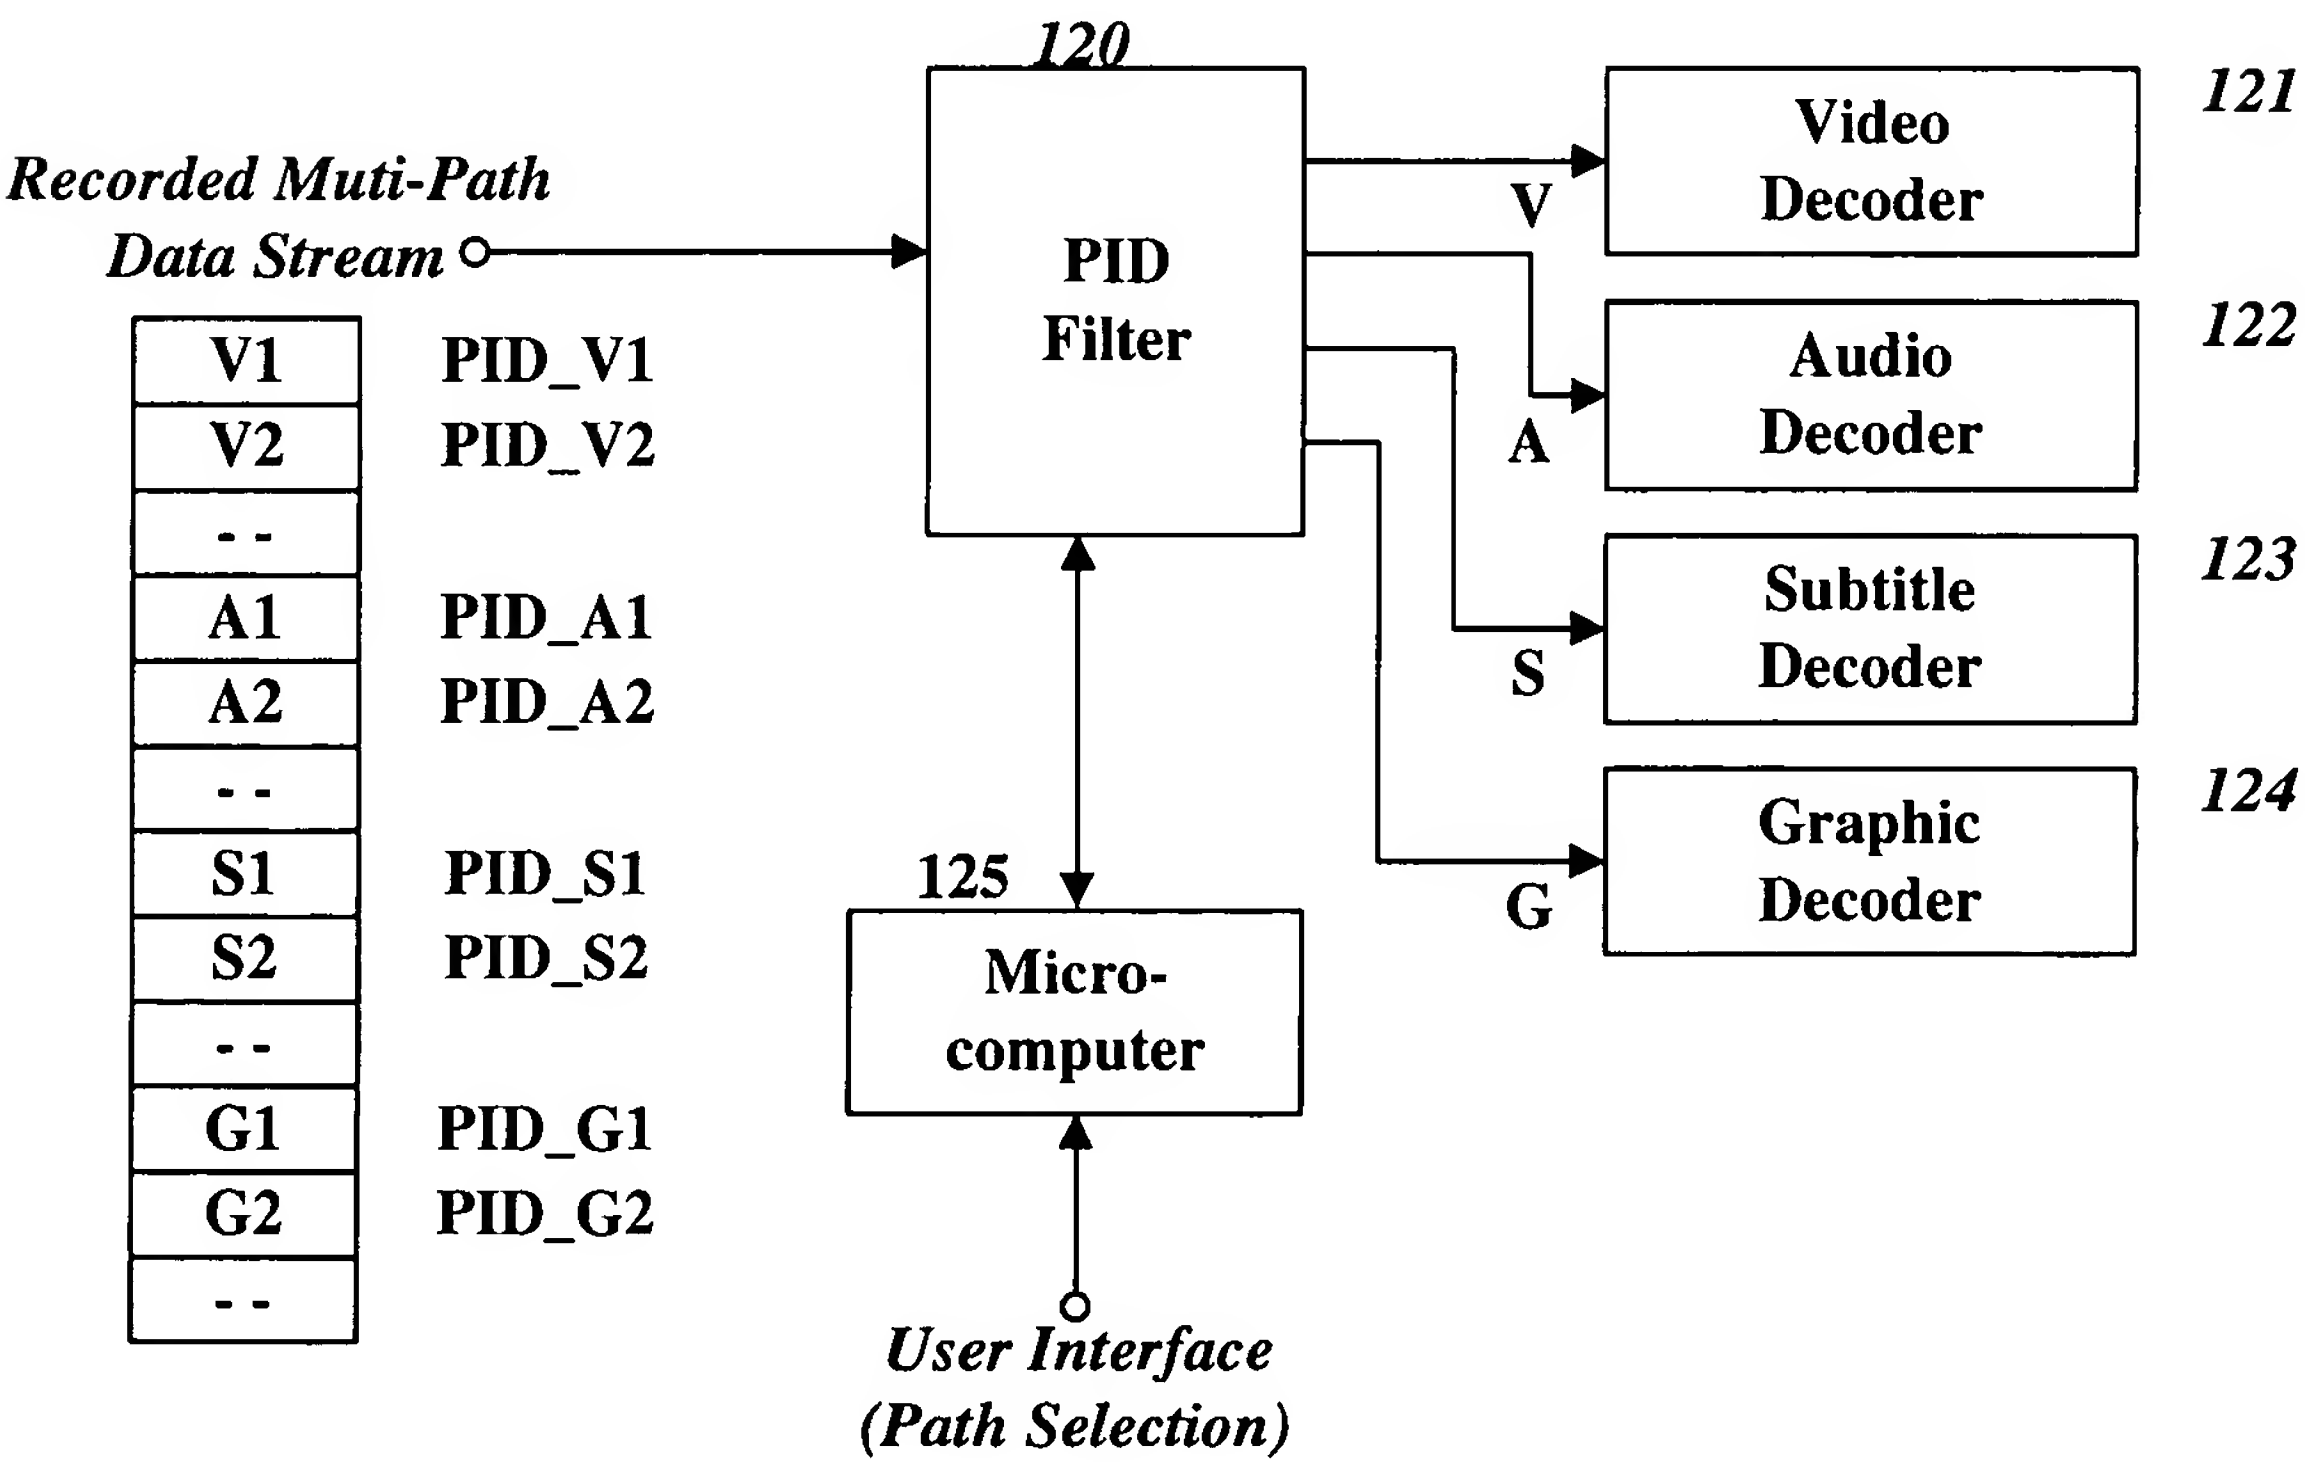 120
PID
Filter
Recorded Muti-Path
Data Stream
V1 PID_V1
V2 PID_V2
- -
A1 PID_A1
A2 PID_A2
- -
S1 PID_S1
S2 PID_S2
- -
G1 PID_G1
G2 PID_G2
- -
V
A
S
G
Video
Decoder
121
Audio
Decoder
122
Subtitle
Decoder
123
Graphic
Decoder
124
125
Micro-
computer
User Interface
(Path Selection)